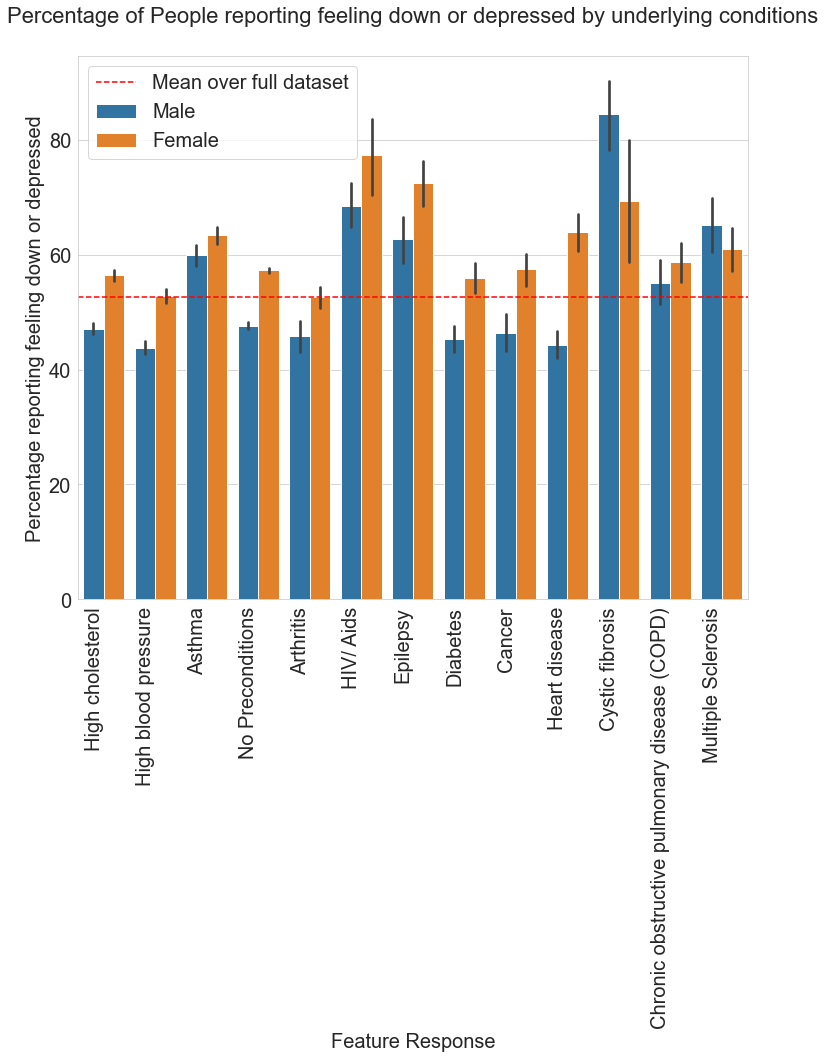 Percentage of People reporting feeling down or depressed by underlying conditions
Mean over full dataset
Male
Female
Percentage reporting feeling down or depressed
80
60
40
20
0
High cholesterol
High blood pressure
Asthma
No Preconditions
Arthritis
HIV/ Aids
Epilepsy
Diabetes
Cancer
Heart disease
Cystic fibrosis
Chronic obstructive pulmonary disease (COPD)
Multiple Sclerosis
Feature Response